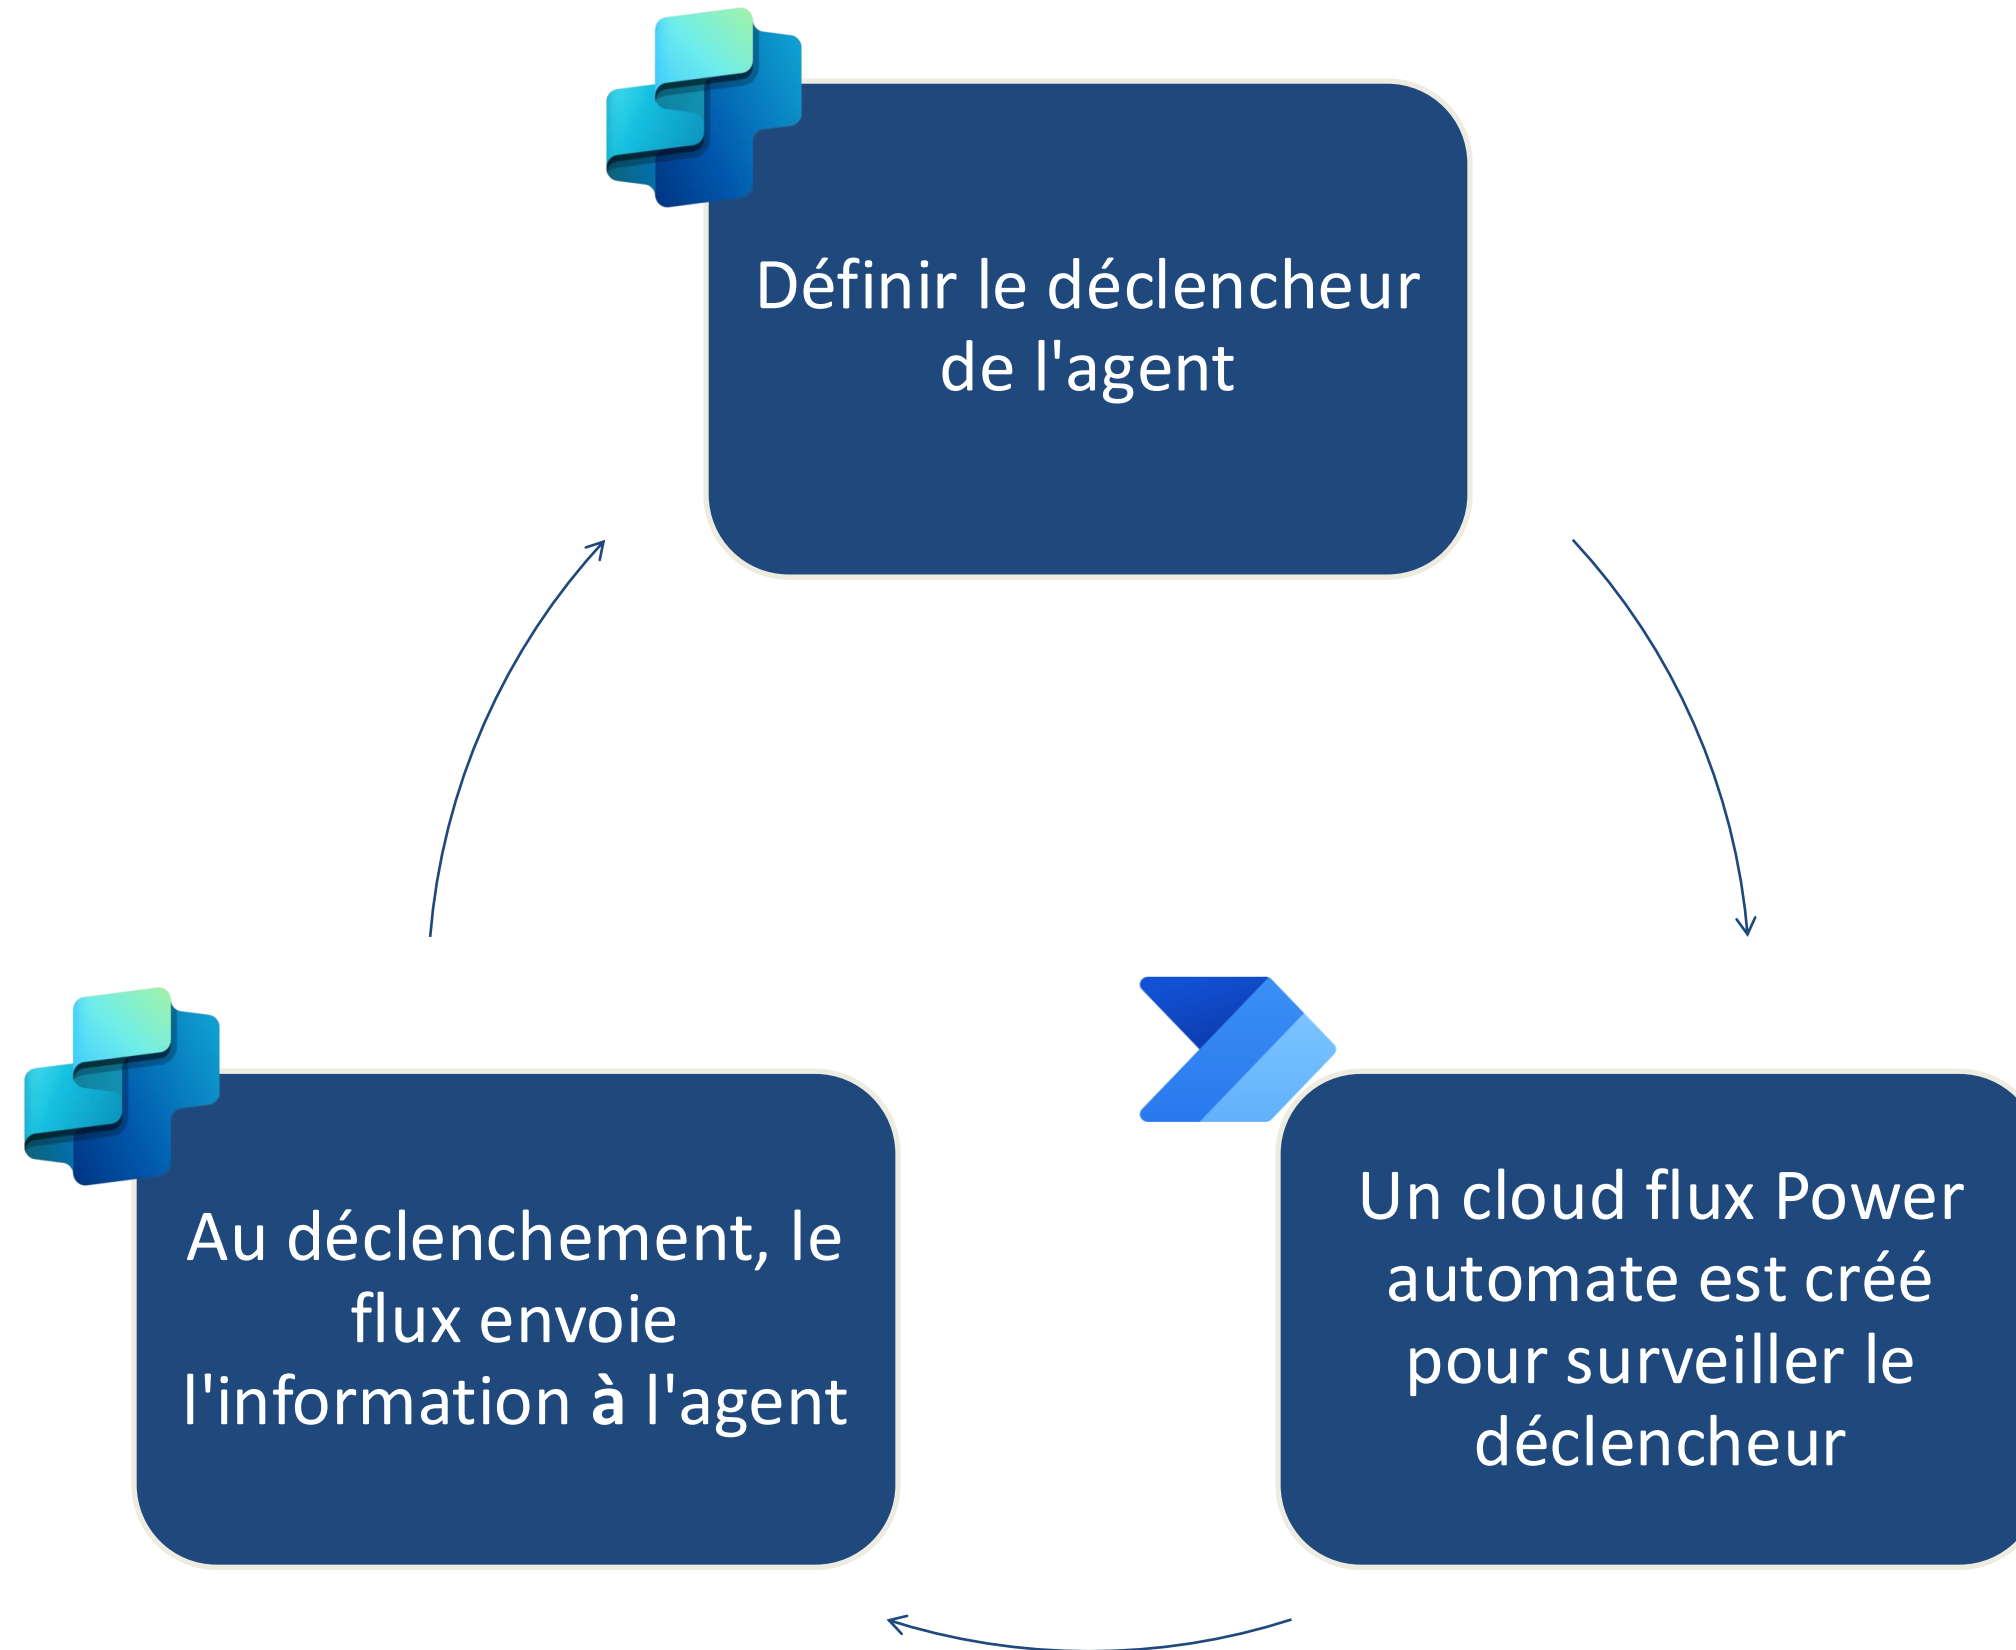 Définir le déclencheur
de l'agent
Un cloud flux Power
automate est créé
pour surveiller le
déclencheur
Au déclenchement, le
flux envoie
l'information à l'agent